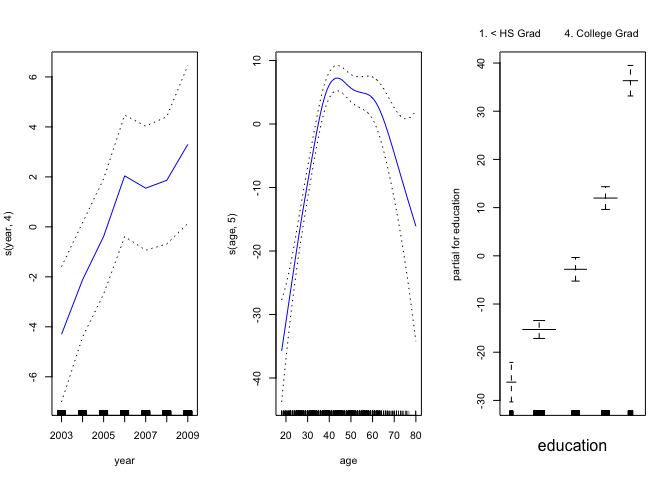 1. < HS Grad 4. College Grad
s(year, 4)
6
4
2
0
-2
-4
-6
2003 2005 2007 2009
year
s(age, 5)
10
0
-10
-20
-30
-40
20 30 40 50 60 70 80
age
partial for education
40
30
20
10
0
-10
-20
-30
education